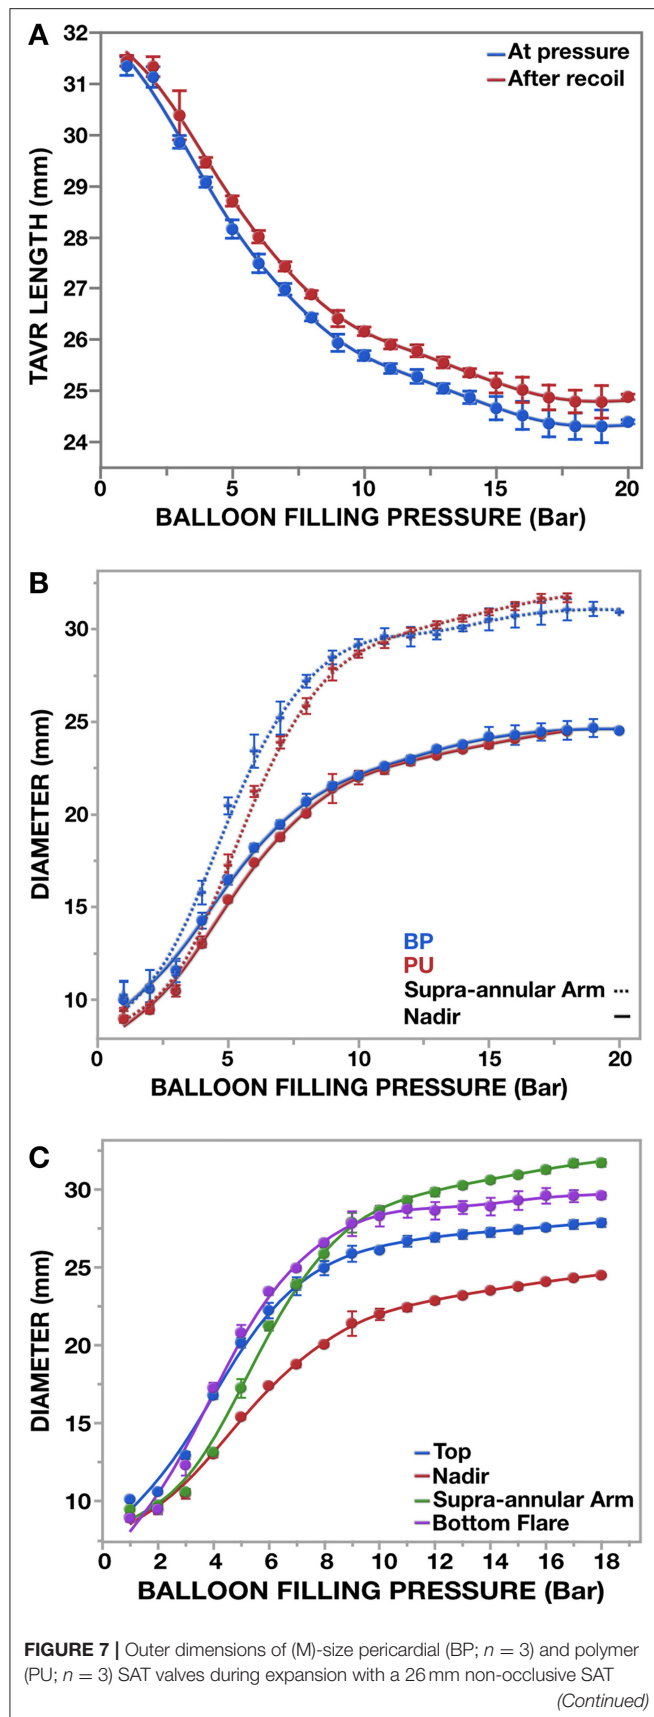 A
32
31
30
29
28
27
26
25
24
TAVR LENGTH (mm)
At pressure
After recoil
0 5 10 15 20
BALLOON FILLING PRESSURE (Bar)
B
30
25
20
15
10
DIAMETER (mm)
BP
PU
Supra-annular Arm
Nadir
0 5 10 15 20
BALLOON FILLING PRESSURE (Bar)
C
30
25
20
15
10
DIAMETER (mm)
Top
Nadir
Supra-annular Arm
Bottom Flare
0 2 4 6 8 10 12 14 16 18
BALLOON FILLING PRESSURE (Bar)
FIGURE 7 | Outer dimensions of (M)-size pericardial (BP; n = 3) and polymer
(PU; n = 3) SAT valves during expansion with a 26 mm non-occlusive SAT
(Continued)